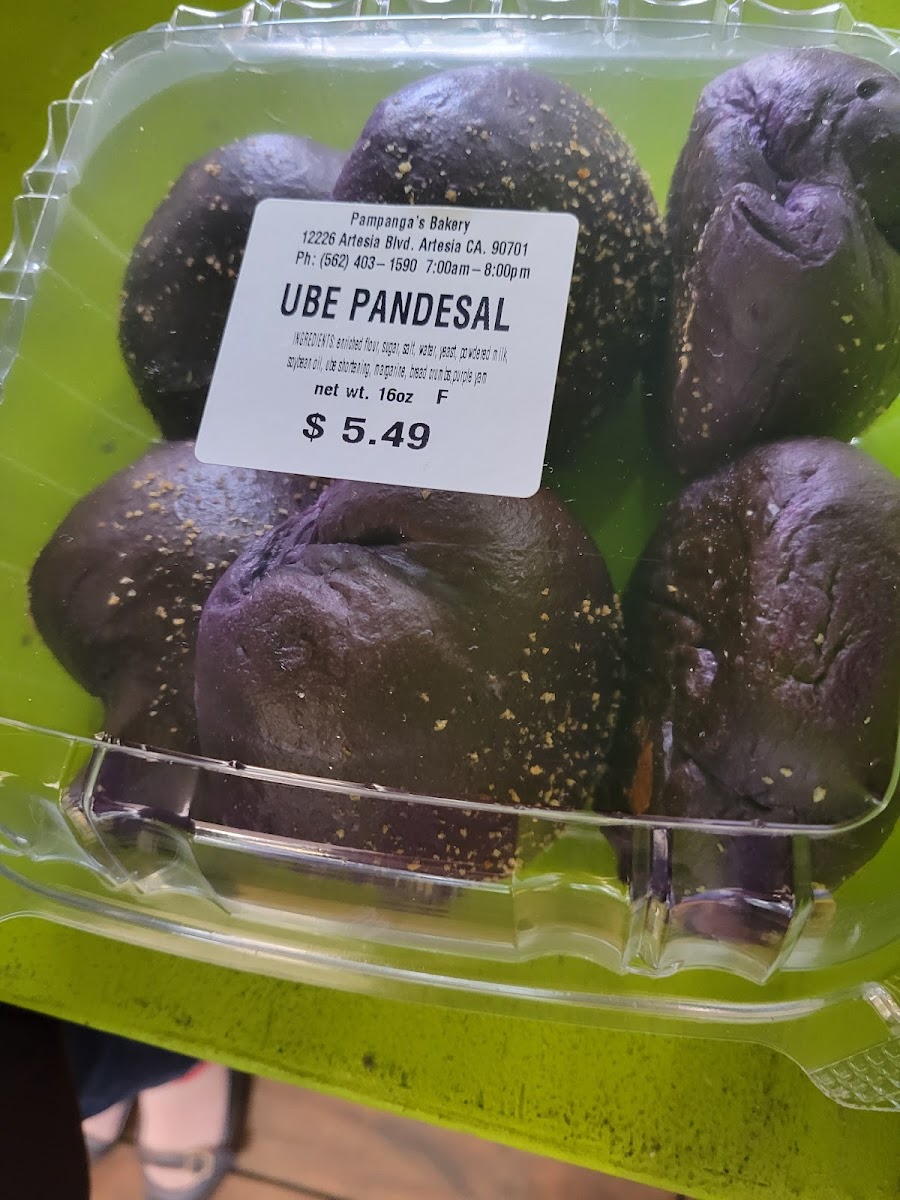 Pampanga's Bakery
12226 Artesia Blvd. Artesia CA. 90701
Ph: (562) 403-1590 7:00am-8:00pm
UBE PANDESAL
INGREDIENTS: enriched flour, sugar, salt, water, yeast, powdered milk,
soybean oil, ube shortening, margarine, bread crumbs, purple yam
net wt. 16oz F
$ 5.49